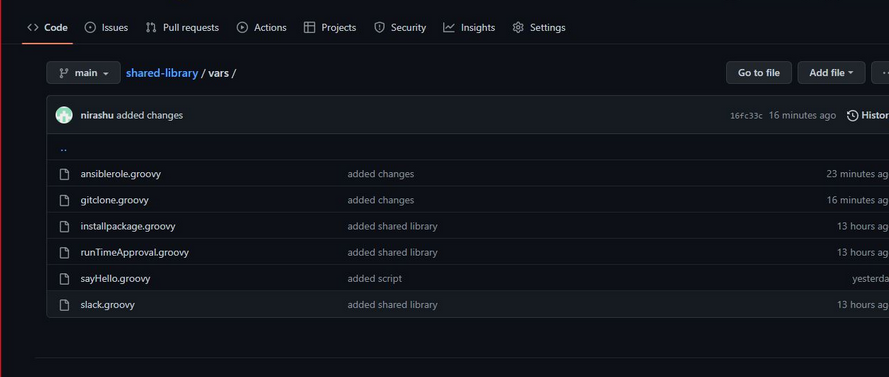 Code Issues Pull requests Actions Projects Security Insights Settings
main shared-library / vars / Go to file Add file
nirashu added changes 16fc33c 16 minutes ago Histor
..
ansiblerole.groovy added changes 23 minutes ag
gitclone.groovy added changes 16 minutes ag
installpackage.groovy added shared library 13 hours ag
runTimeApproval.groovy added shared library 13 hours ag
sayHello.groovy added script yesterda
slack.groovy added shared library 13 hours ag